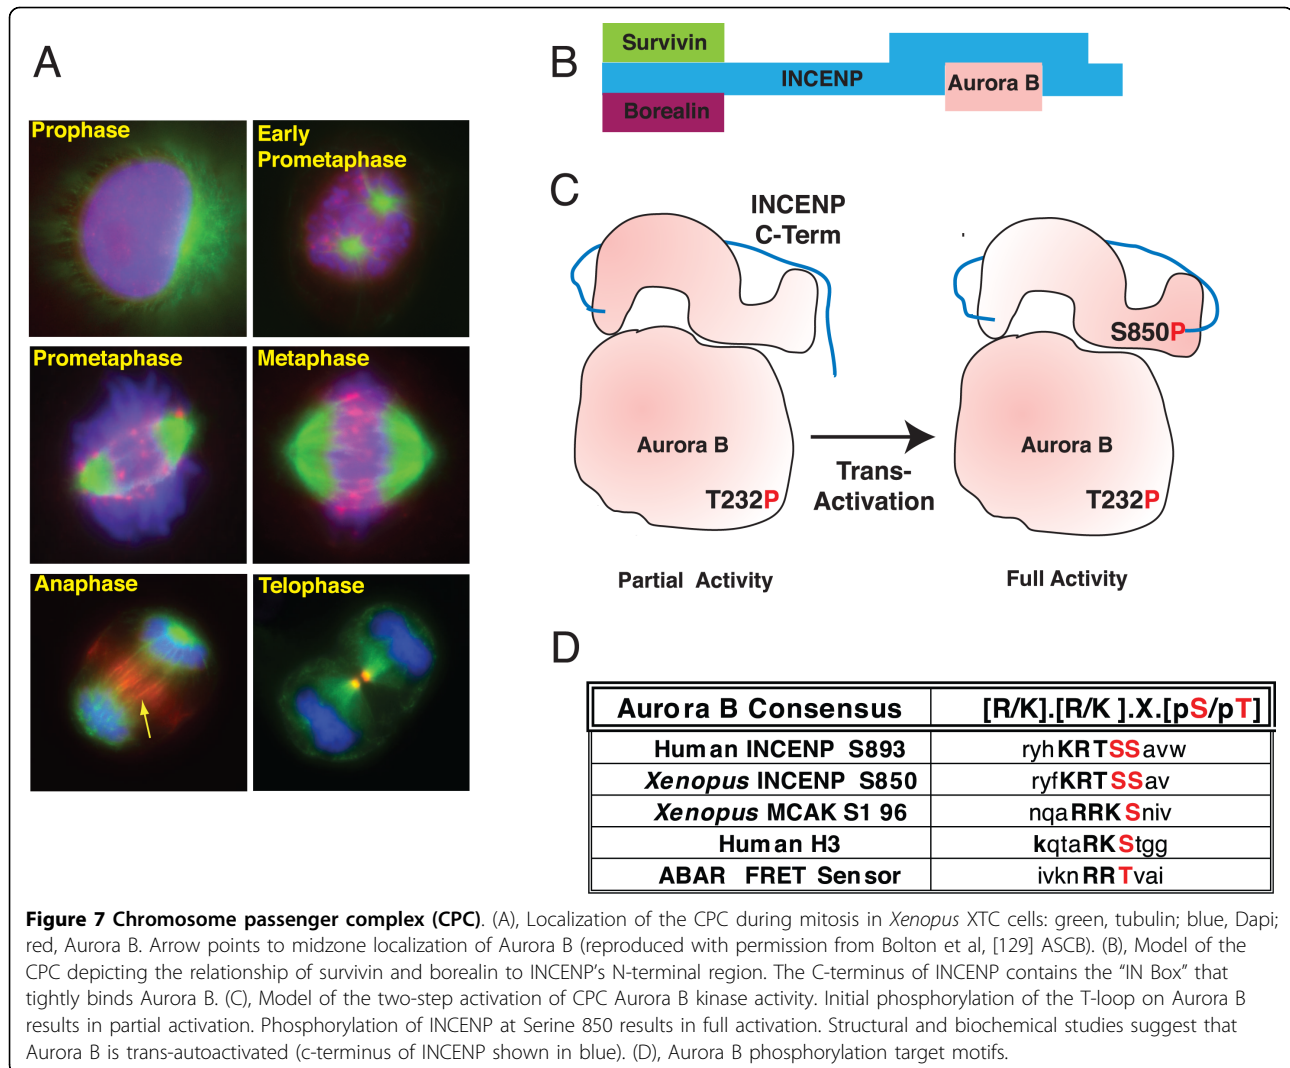 A
Prophase
Early
Prometaphase
Prometaphase
Metaphase
Anaphase
Telophase
B
Survivin
INCENP
Aurora B
Borealin
C
INCENP
C-Term
Aurora B
T232P
Partial Activity
Trans-
Activation
S850P
Aurora B
T232P
Full Activity
D
Aurora B Consensus [R/K].[R/K ].X.[pS/pT]
Human INCENP S893 ryhKRTSSavw
Xenopus INCENP S850 ryfKRTSSav
Xenopus MCAK S1 96 nqaRRKSniv
Human H3 kqtaRKStgg
ABAR FRET Sensor ivknRRTvai
Figure 7 Chromosome passenger complex (CPC). (A), Localization of the CPC during mitosis in Xenopus XTC cells: green, tubulin; blue, Dapi;
red, Aurora B. Arrow points to midzone localization of Aurora B (reproduced with permission from Bolton et al, [129] ASCB). (B), Model of the
CPC depicting the relationship of survivin and borealin to INCENP's N-terminal region. The C-terminus of INCENP contains the "IN Box" that
tightly binds Aurora B. (C), Model of the two-step activation of CPC Aurora B kinase activity. Initial phosphorylation of the T-loop on Aurora B
results in partial activation. Phosphorylation of INCENP at Serine 850 results in full activation. Structural and biochemical studies suggest that
Aurora B is trans-autoactivated (c-terminus of INCENP shown in blue). (D), Aurora B phosphorylation target motifs.